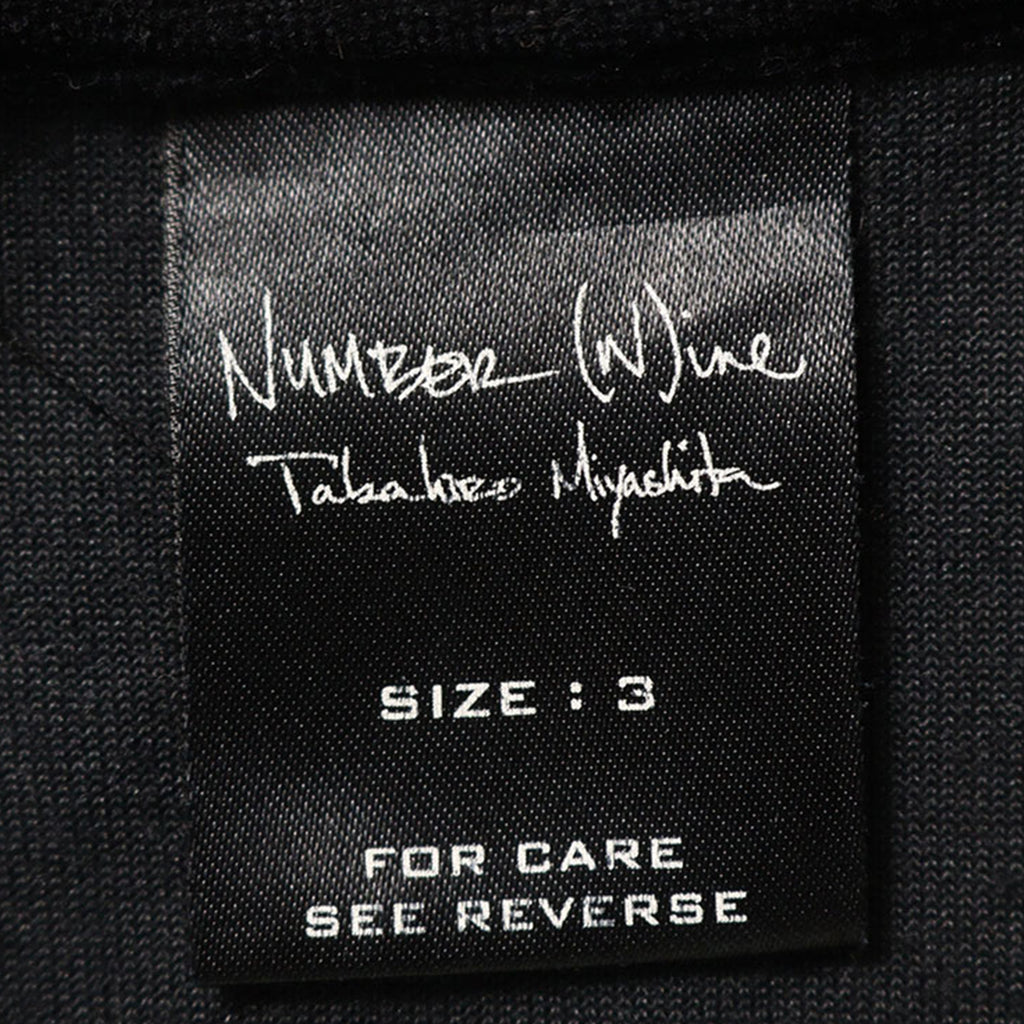 NUMBER (N)ine
Takahiro Miyashita
SIZE : 3
FOR CARE
SEE REVERSE